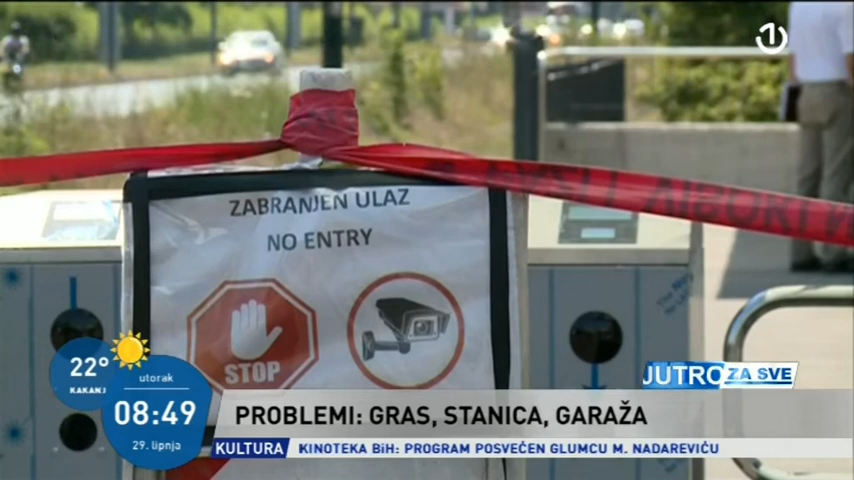 1
ZABRANJEN ULAZ
NO ENTRY
STOP
22°
KAKANJ
utorak
08:49
29. lipnja
JUTRO ZA SVE
PROBLEMI: GRAS, STANICA, GARAŽA
KULTURA
KINOTEKA BiH: PROGRAM POSVEĆEN GLUMCU M. NADAREVIĆU